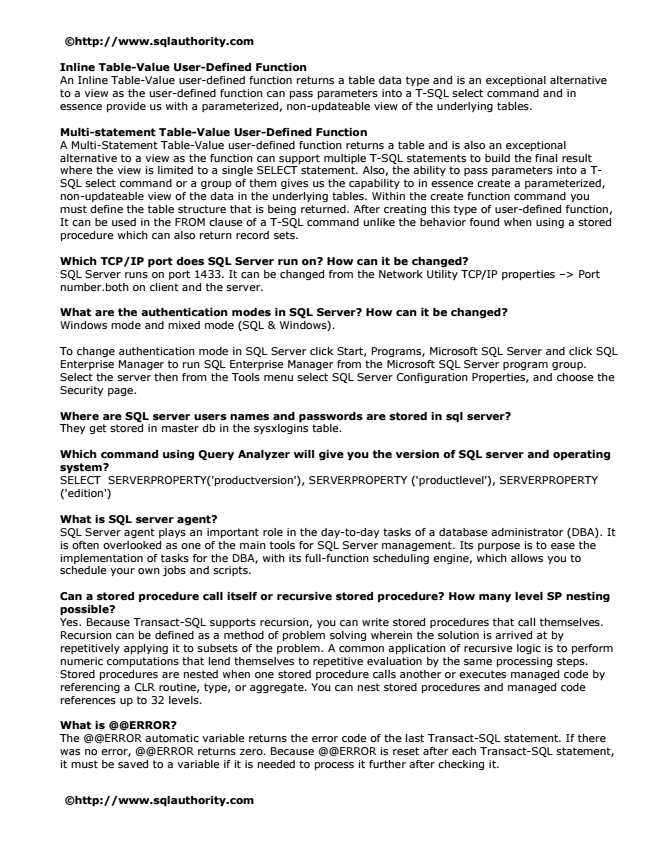 ©http://www.sqlauthority.com
Inline Table-Value User-Defined Function
An Inline Table-Value user-defined function returns a table data type and is an exceptional alternative
to a view as the user-defined function can pass parameters into a T-SQL select command and in
essence provide us with a parameterized, non-updateable view of the underlying tables.
Multi-statement Table-Value User-Defined Function
A Multi-Statement Table-Value user-defined function returns a table and is also an exceptional
alternative to a view as the function can support multiple T-SQL statements to build the final result
where the view is limited to a single SELECT statement. Also, the ability to pass parameters into a T-
SQL select command or a group of them gives us the capability to in essence create a parameterized,
non-updateable view of the data in the underlying tables. Within the create function command you
must define the table structure that is being returned. After creating this type of user-defined function,
It can be used in the FROM clause of a T-SQL command unlike the behavior found when using a stored
procedure which can also return record sets.
Which TCP/IP port does SQL Server run on? How can it be changed?
SQL Server runs on port 1433. It can be changed from the Network Utility TCP/IP properties –> Port
number.both on client and the server.
What are the authentication modes in SQL Server? How can it be changed?
Windows mode and mixed mode (SQL & Windows).
To change authentication mode in SQL Server click Start, Programs, Microsoft SQL Server and click SQL
Enterprise Manager to run SQL Enterprise Manager from the Microsoft SQL Server program group.
Select the server then from the Tools menu select SQL Server Configuration Properties, and choose the
Security page.
Where are SQL server users names and passwords are stored in sql server?
They get stored in master db in the sysxlogins table.
Which command using Query Analyzer will give you the version of SQL server and operating
system?
SELECT SERVERPROPERTY('productversion'), SERVERPROPERTY ('productlevel'), SERVERPROPERTY
('edition')
What is SQL server agent?
SQL Server agent plays an important role in the day-to-day tasks of a database administrator (DBA). It
is often overlooked as one of the main tools for SQL Server management. Its purpose is to ease the
implementation of tasks for the DBA, with its full-function scheduling engine, which allows you to
schedule your own jobs and scripts.
Can a stored procedure call itself or recursive stored procedure? How many level SP nesting
possible?
Yes. Because Transact-SQL supports recursion, you can write stored procedures that call themselves.
Recursion can be defined as a method of problem solving wherein the solution is arrived at by
repetitively applying it to subsets of the problem. A common application of recursive logic is to perform
numeric computations that lend themselves to repetitive evaluation by the same processing steps.
Stored procedures are nested when one stored procedure calls another or executes managed code by
referencing a CLR routine, type, or aggregate. You can nest stored procedures and managed code
references up to 32 levels.
What is @@ERROR?
The @@ERROR automatic variable returns the error code of the last Transact-SQL statement. If there
was no error, @@ERROR returns zero. Because @@ERROR is reset after each Transact-SQL statement,
it must be saved to a variable if it is needed to process it further after checking it.
©http://www.sqlauthority.com